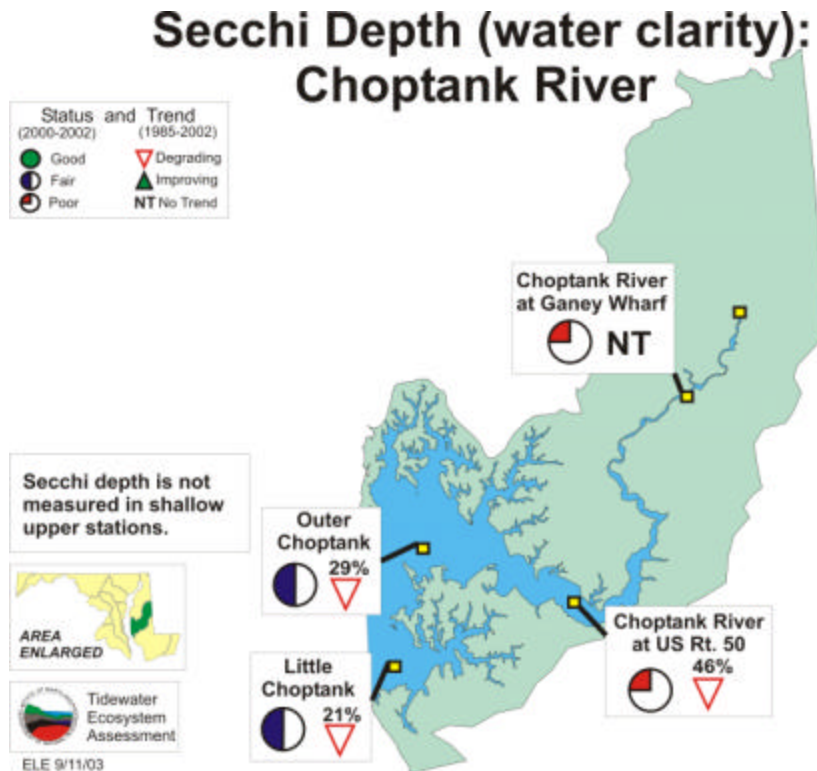 Secchi Depth (water clarity):
Choptank River
Status and Trend
(2000-2002) (1985-2002)
Good Degrading
Fair Improving
Poor NT No Trend
Choptank River
at Ganey Wharf
NT
Secchi depth is not
measured in shallow
upper stations.
Outer
Choptank
29%
Choptank River
at US Rt. 50
46%
AREA
ENLARGED
Little
Choptank
21%
Tidewater
Ecosystem
Assessment
ELE 9/11/03